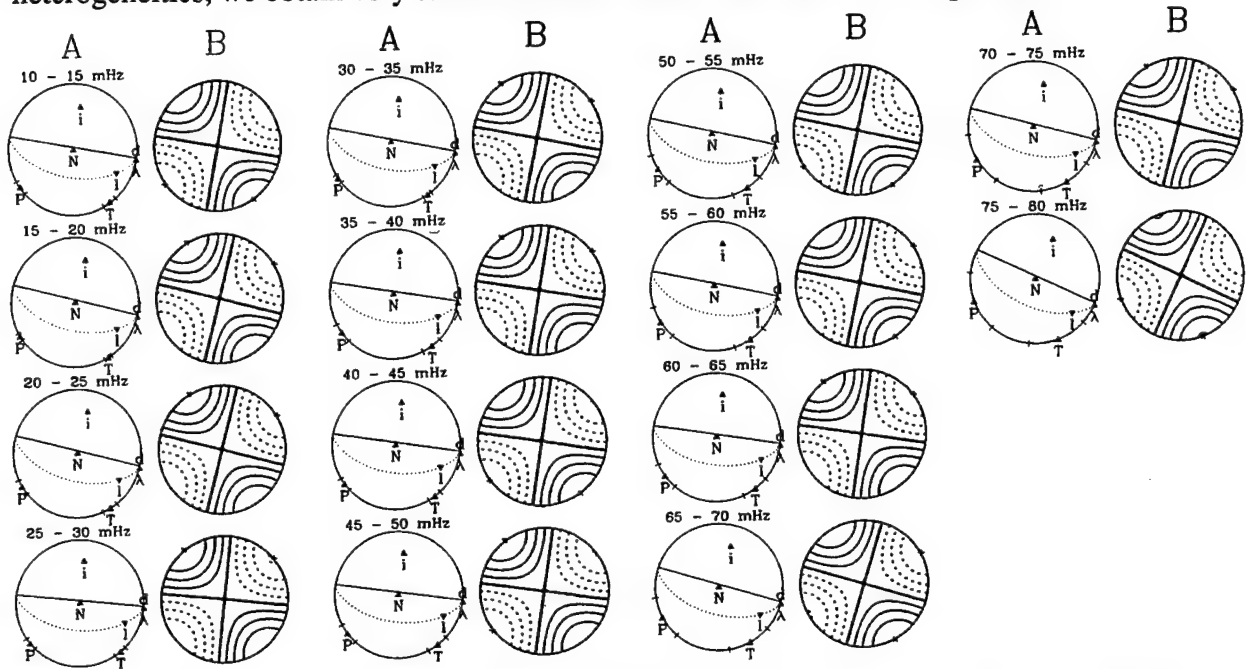 heterogeneities, we obtain very
A B A B A B A B
10 - 15 mHz
i
N
d
λ
I
P
T
30 - 35 mHz
i
N
d
λ
I
P
T
50 - 55 mHz
i
N
d
λ
I
P
T
70 - 75 mHz
i
N
d
λ
I
P
T
15 - 20 mHz
i
N
d
λ
I
P
T
35 - 40 mHz
i
N
d
λ
I
P
T
55 - 60 mHz
i
N
d
λ
I
P
T
75 - 80 mHz
i
N
d
λ
I
P
T
20 - 25 mHz
i
N
d
λ
I
P
T
40 - 45 mHz
i
N
d
λ
I
P
T
60 - 65 mHz
i
N
d
λ
I
P
T
25 - 30 mHz
i
N
d
λ
I
P
T
45 - 50 mHz
i
N
d
λ
I
P
T
65 - 70 mHz
i
N
d
λ
I
P
T